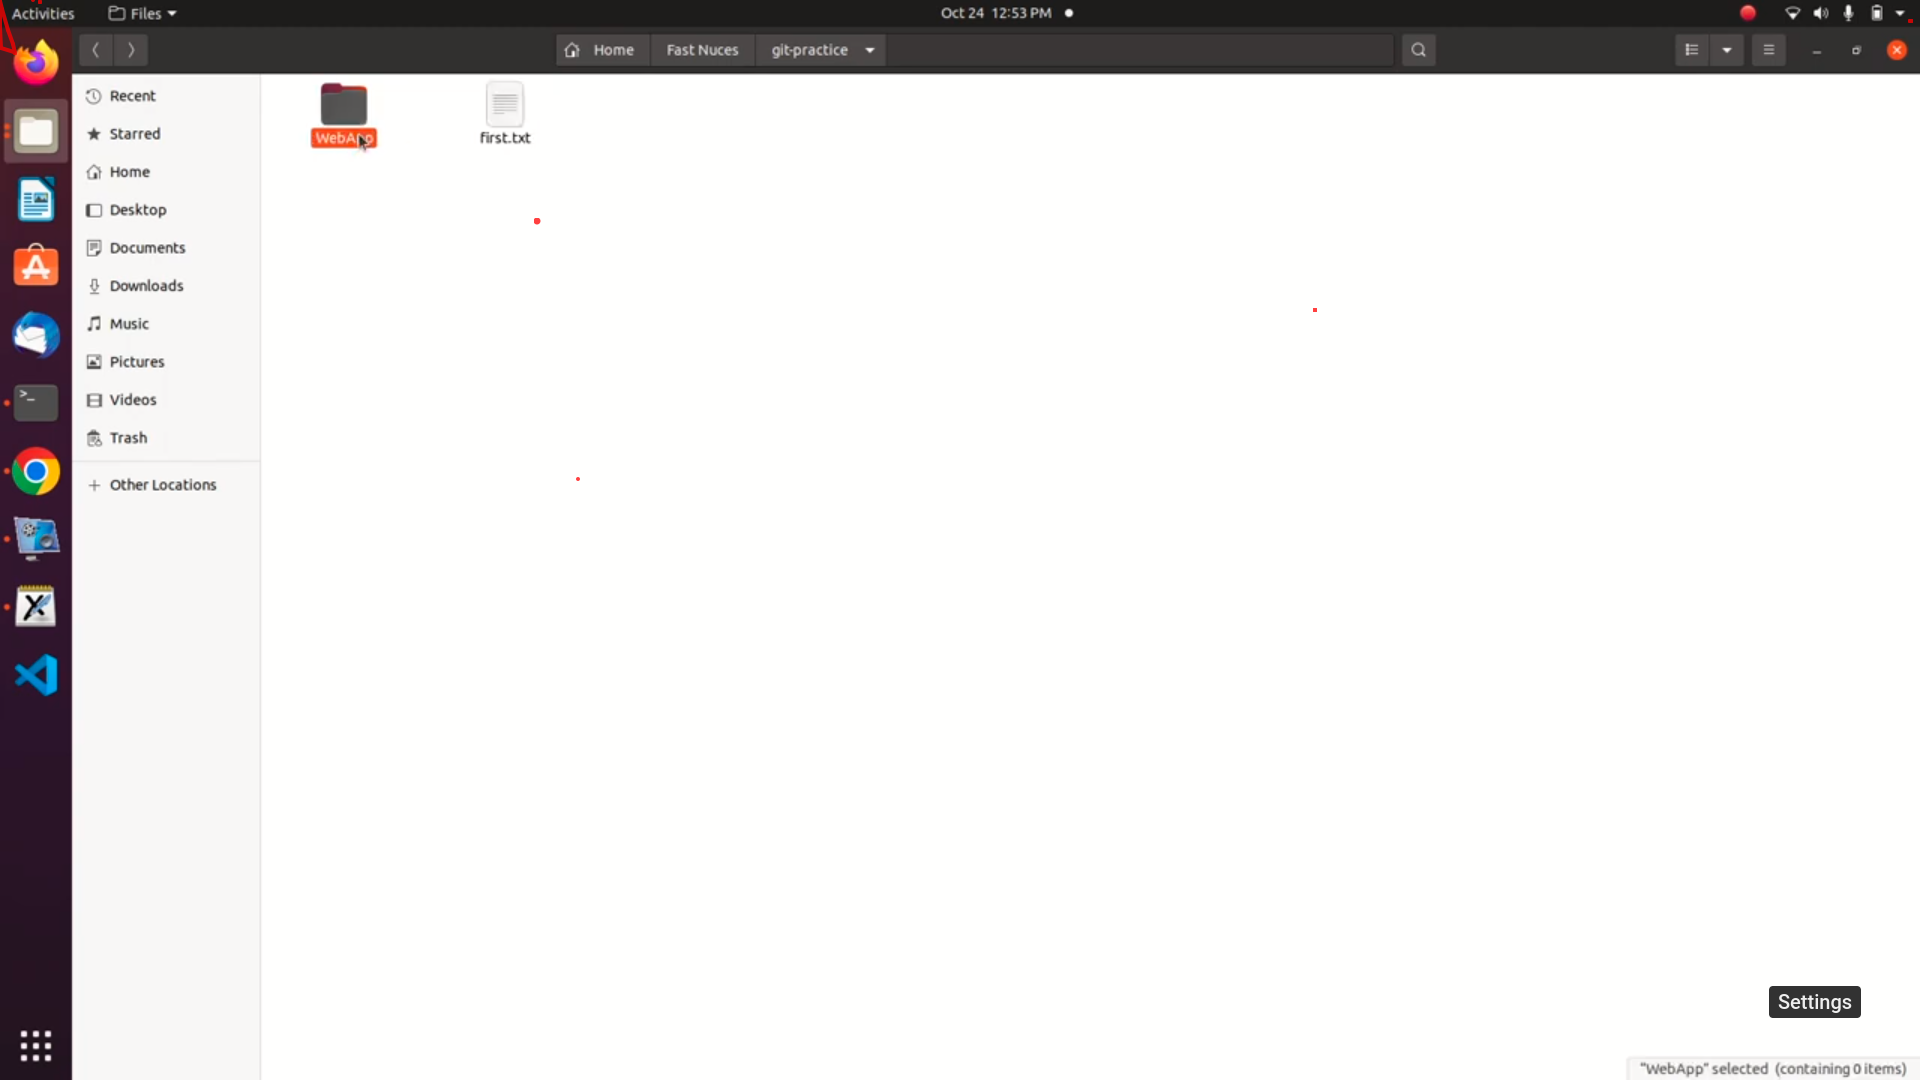 Activities
Files
Oct 24 12:53 PM
Home
Fast Nuces
git-practice
Recent
Starred
Home
Desktop
Documents
Downloads
Music
Pictures
Videos
Trash
+ Other Locations
WebApp
first.txt
>_
Settings
"WebApp" selected (containing 0 items)